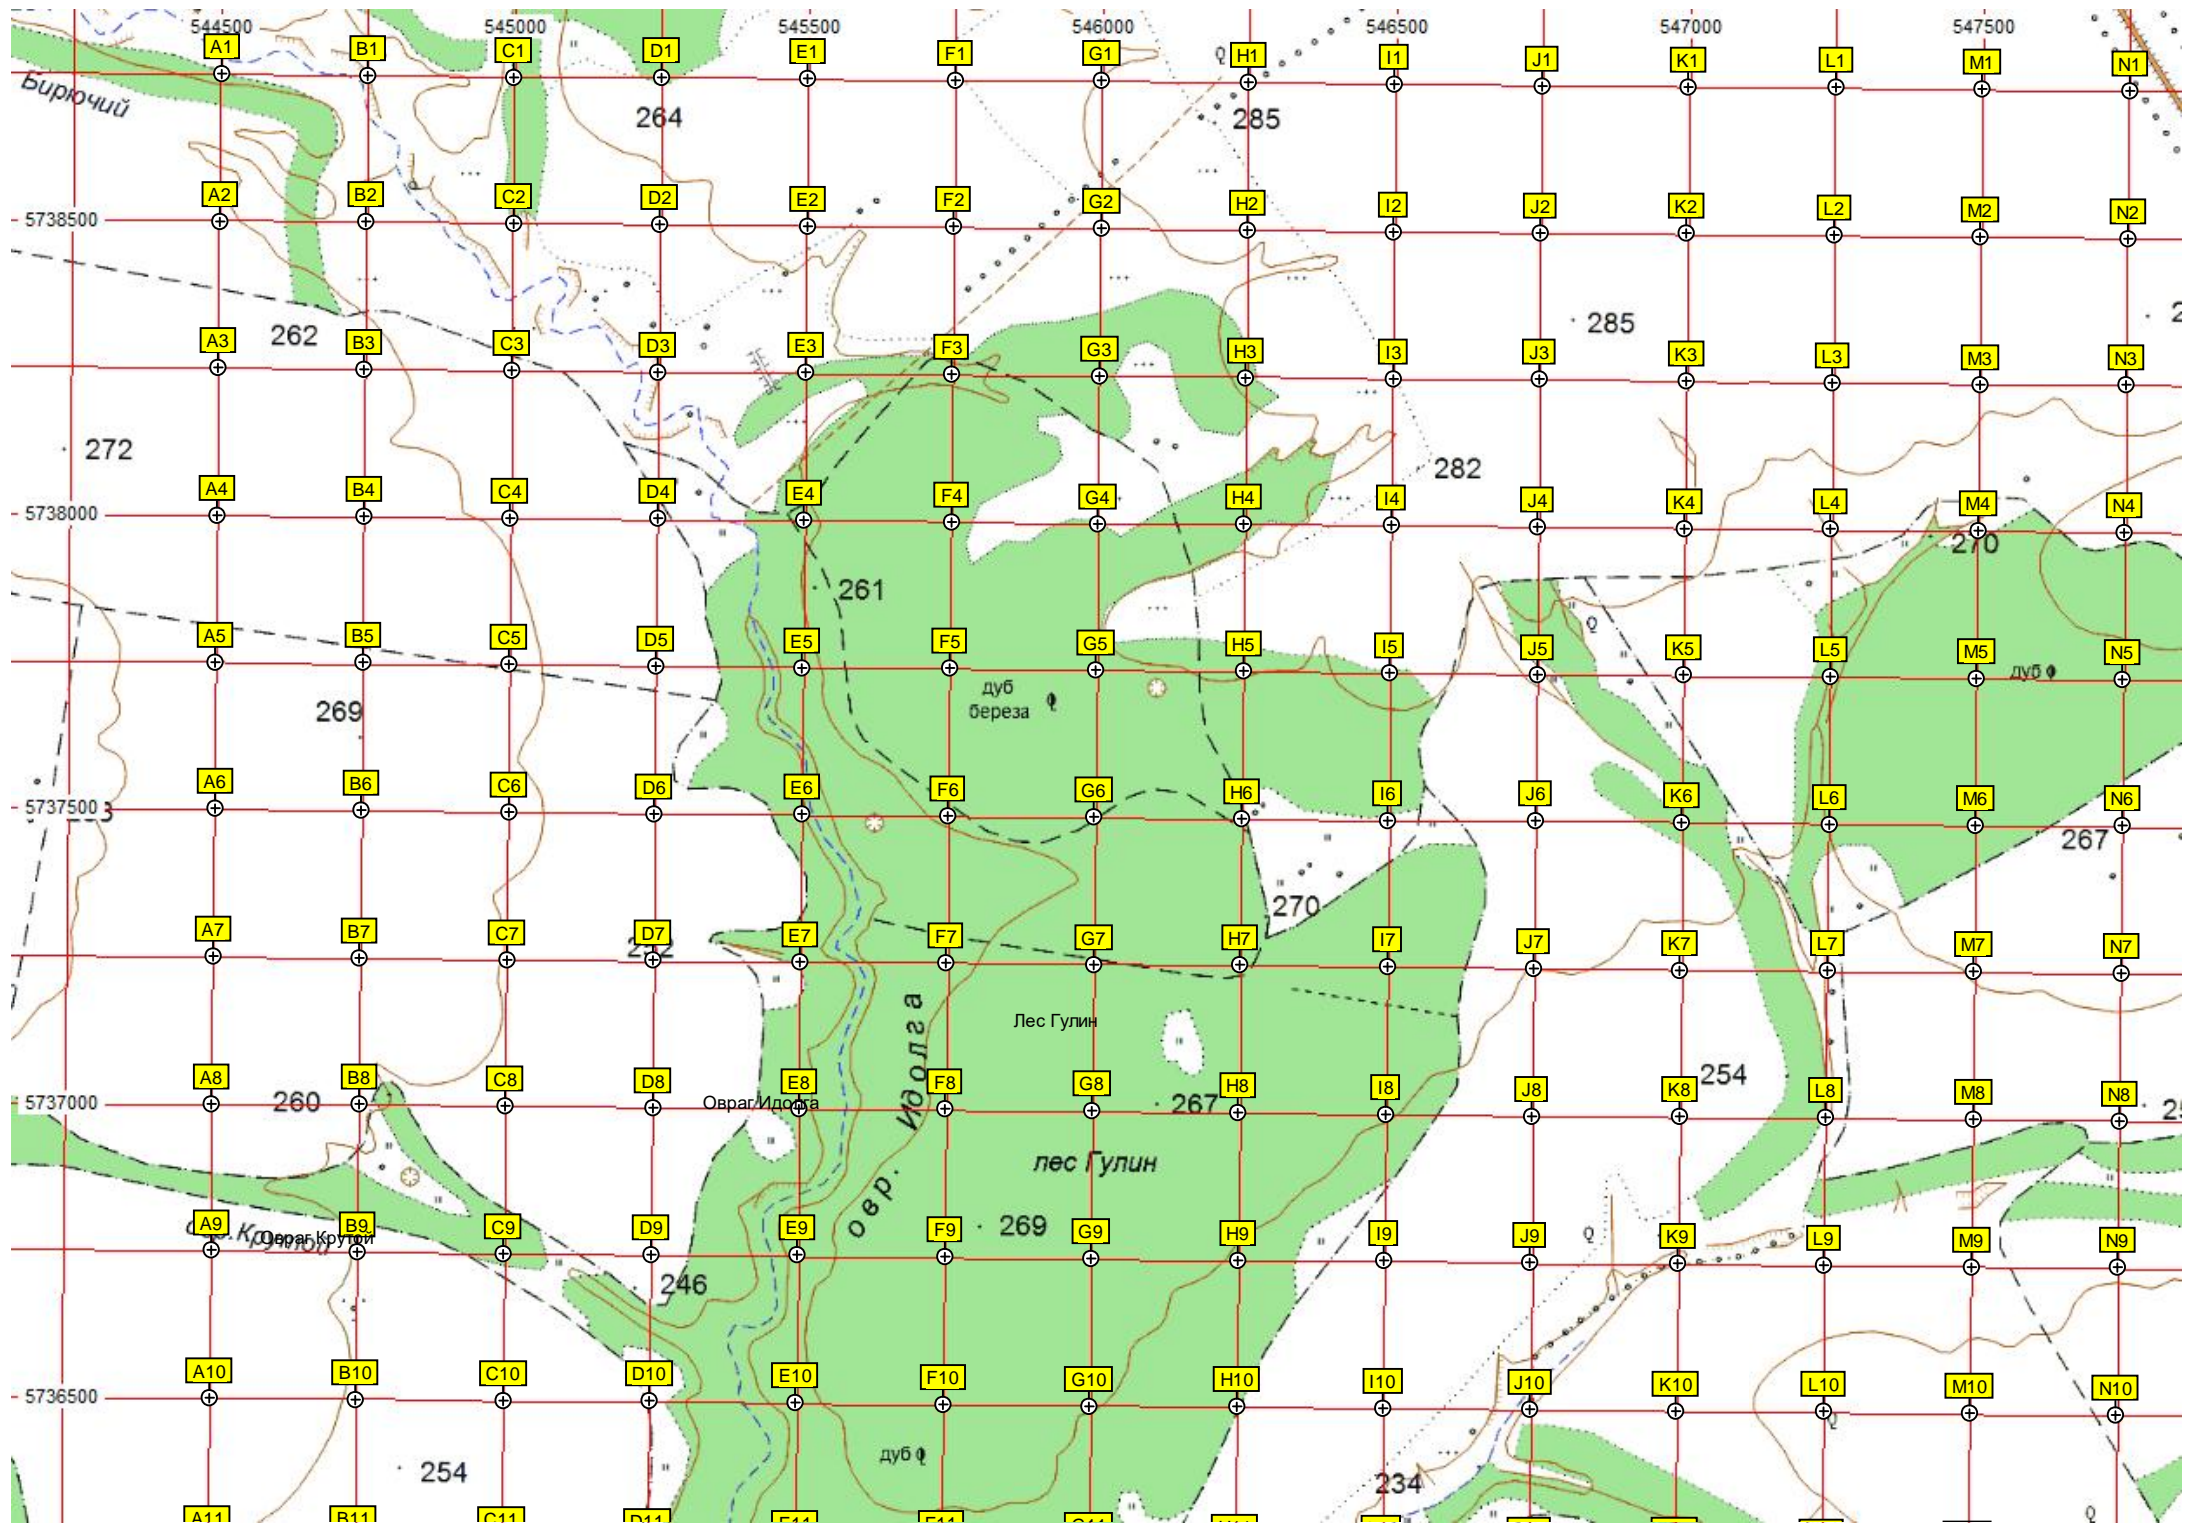 544500 545000 545500 546000 546500 547000 547500
A1 B1 C1 D1 E1 F1 G1 H1 I1 J1 K1 L1 M1 N1
Бирючий
264
285
A2 B2 C2 D2 E2 F2 G2 H2 I2 J2 K2 L2 M2 N2
5738500
262
285
A3 B3 C3 D3 E3 F3 G3 H3 I3 J3 K3 L3 M3 N3
272
282
A4 B4 C4 D4 E4 F4 G4 H4 I4 J4 K4 L4 M4 N4
5738000
270
261
A5 B5 C5 D5 E5 F5 G5 H5 I5 J5 K5 L5 M5 N5
дуб
дуб
береза
269
A6 B6 C6 D6 E6 F6 G6 H6 I6 J6 K6 L6 M6 N6
5737500
267
270
A7 B7 C7 D7 E7 F7 G7 H7 I7 J7 K7 L7 M7 N7
Лес Гулин
овр. Идолга
254
A8 B8 C8 D8 E8 F8 G8 H8 I8 J8 K8 L8 M8 N8
5737000
260
Овраг Идолга
267
лес Гулин
A9 B9 C9 D9 E9 F9 G9 H9 I9 J9 K9 L9 M9 N9
269
Овраг Крутой
246
A10 B10 C10 D10 E10 F10 G10 H10 I10 J10 K10 L10 M10 N10
5736500
дуб
254
234
A11 B11 C11 D11 E11 F11 G11